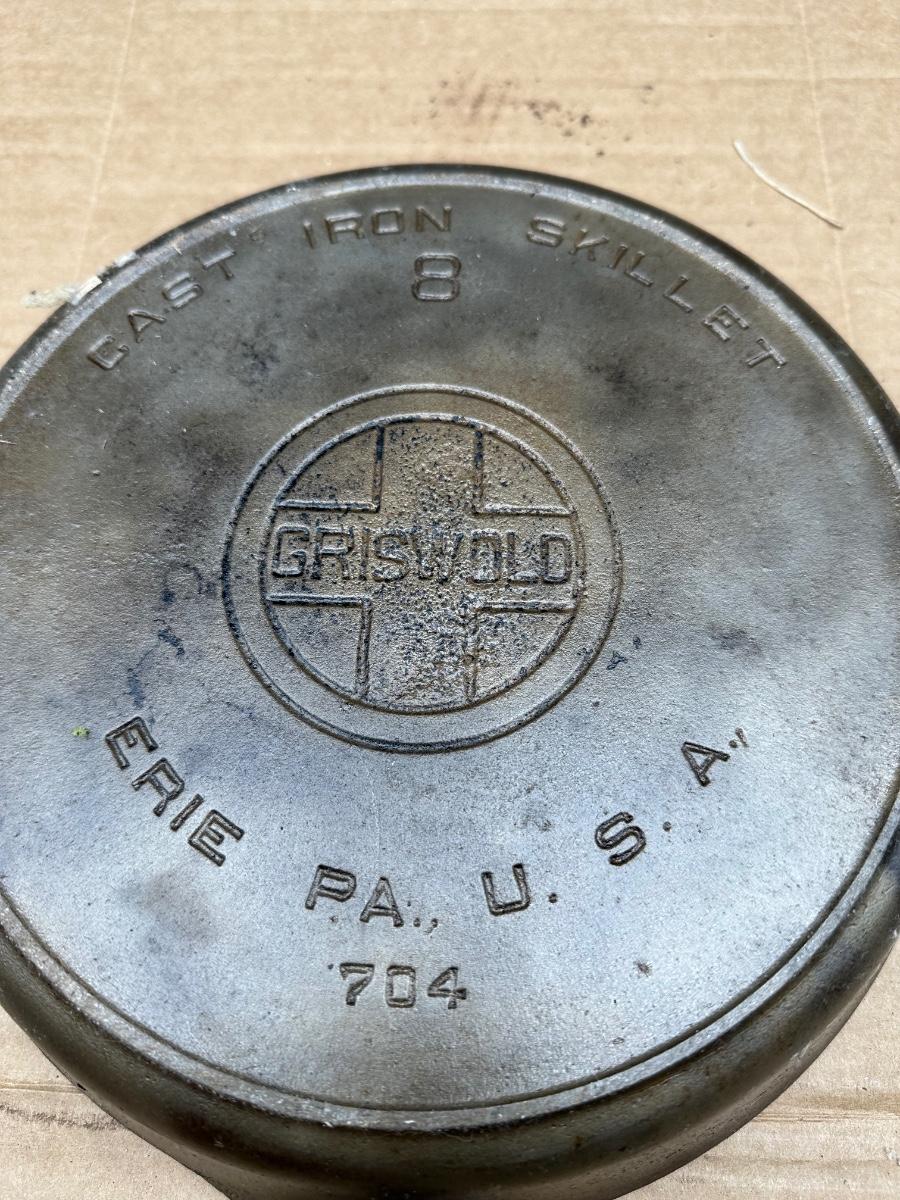 CAST IRON SKILLET
8
GRISWOLD
ERIE PA., U.S.A.
704